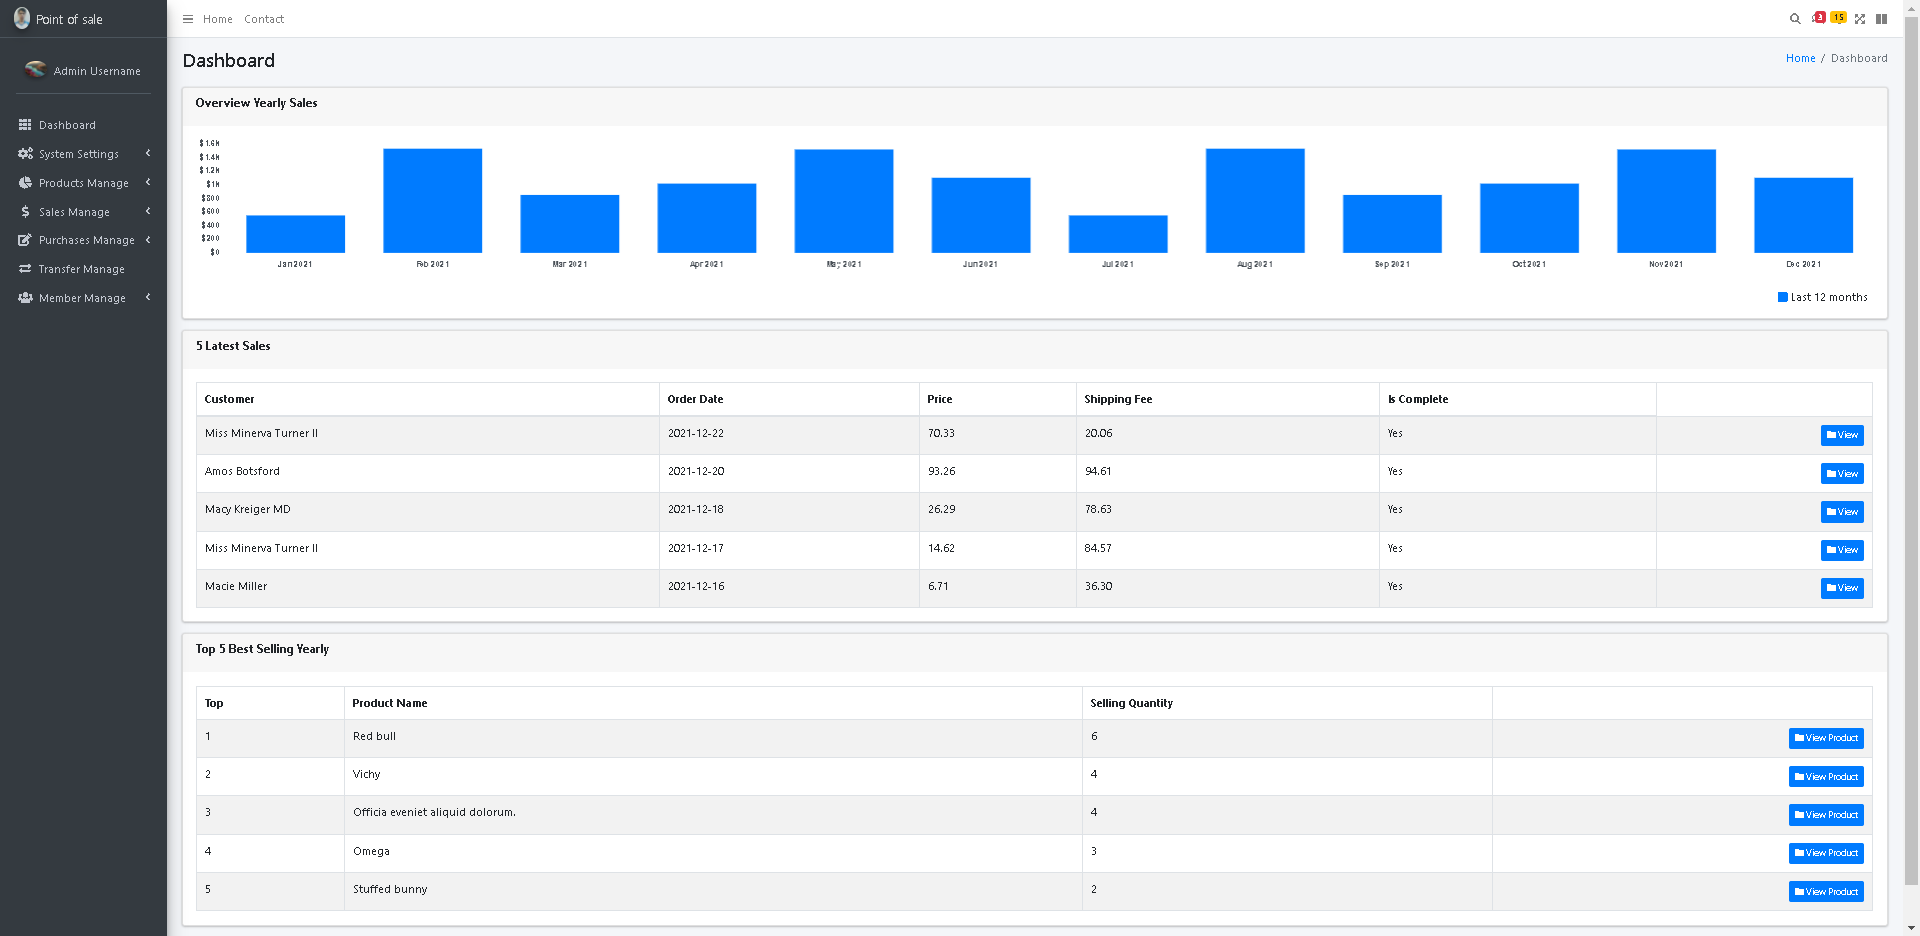 Point of sale
Home Contact
3
15
Admin Username
Dashboard
System Settings
Products Manage
Sales Manage
Purchases Manage
Transfer Manage
Member Manage
Dashboard
Home / Dashboard
Overview Yearly Sales
$1.6k
$1.4k
$1.2k
$1k
$800
$600
$400
$200
$0
Jan 2021 Feb 2021 Mar 2021 Apr 2021 May 2021 Jun 2021 Jul 2021 Aug 2021 Sep 2021 Oct 2021 Nov 2021 Dec 2021
Last 12 months
5 Latest Sales
Customer Order Date Price Shipping Fee Is Complete
Miss Minerva Turner II 2021-12-22 70.33 20.06 Yes View
Amos Botsford 2021-12-20 93.26 94.61 Yes View
Macy Kreiger MD 2021-12-18 26.29 78.63 Yes View
Miss Minerva Turner II 2021-12-17 14.62 84.57 Yes View
Macie Miller 2021-12-16 6.71 36.30 Yes View
Top 5 Best Selling Yearly
Top Product Name Selling Quantity
1 Red bull 6 View Product
2 Vichy 4 View Product
3 Officia eveniet aliquid dolorum. 4 View Product
4 Omega 3 View Product
5 Stuffed bunny 2 View Product